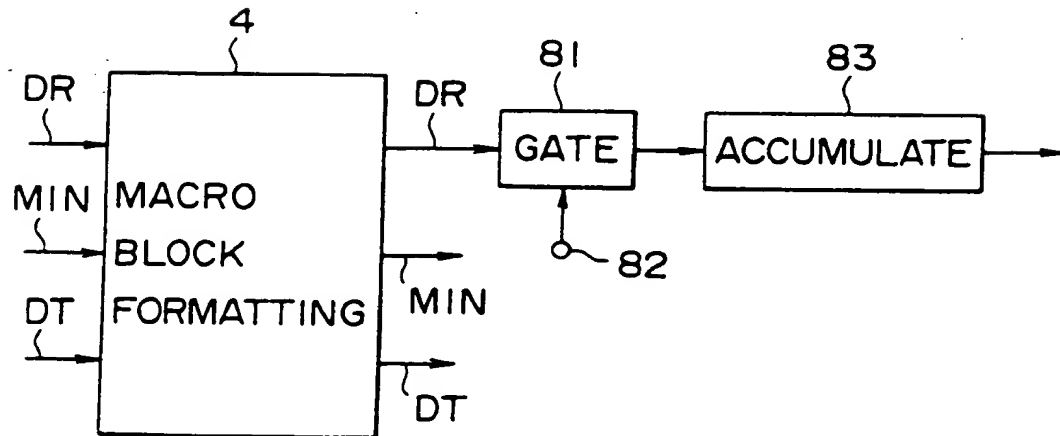 4
81
83
DR
DR
GATE
ACCUMULATE
MIN
MACRO
BLOCK
82
MIN
DT
FORMATTING
DT